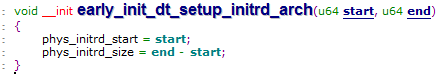 : void __init early_init_dt_setup_initrd_arch(u64 start, u64 end)
: {
:     phys_initrd_start = start;
:     phys_initrd_size = end - start;
: }